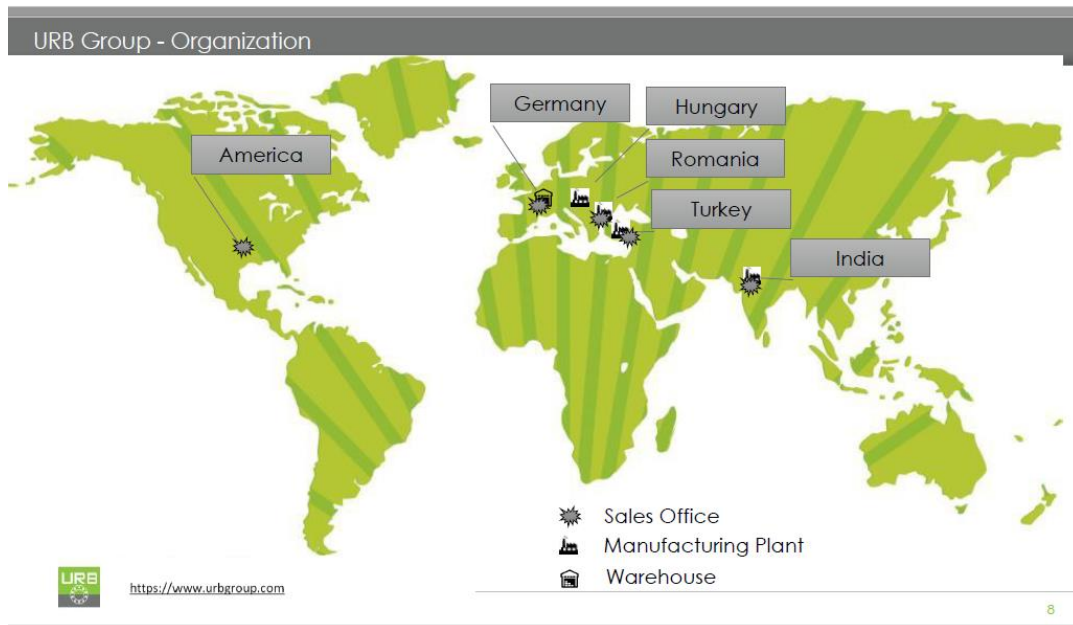 URB Group - Organization
Germany
Hungary
America
Romania
Turkey
India
Sales Office
Manufacturing Plant
Warehouse
URB
https://www.urbgroup.com
8